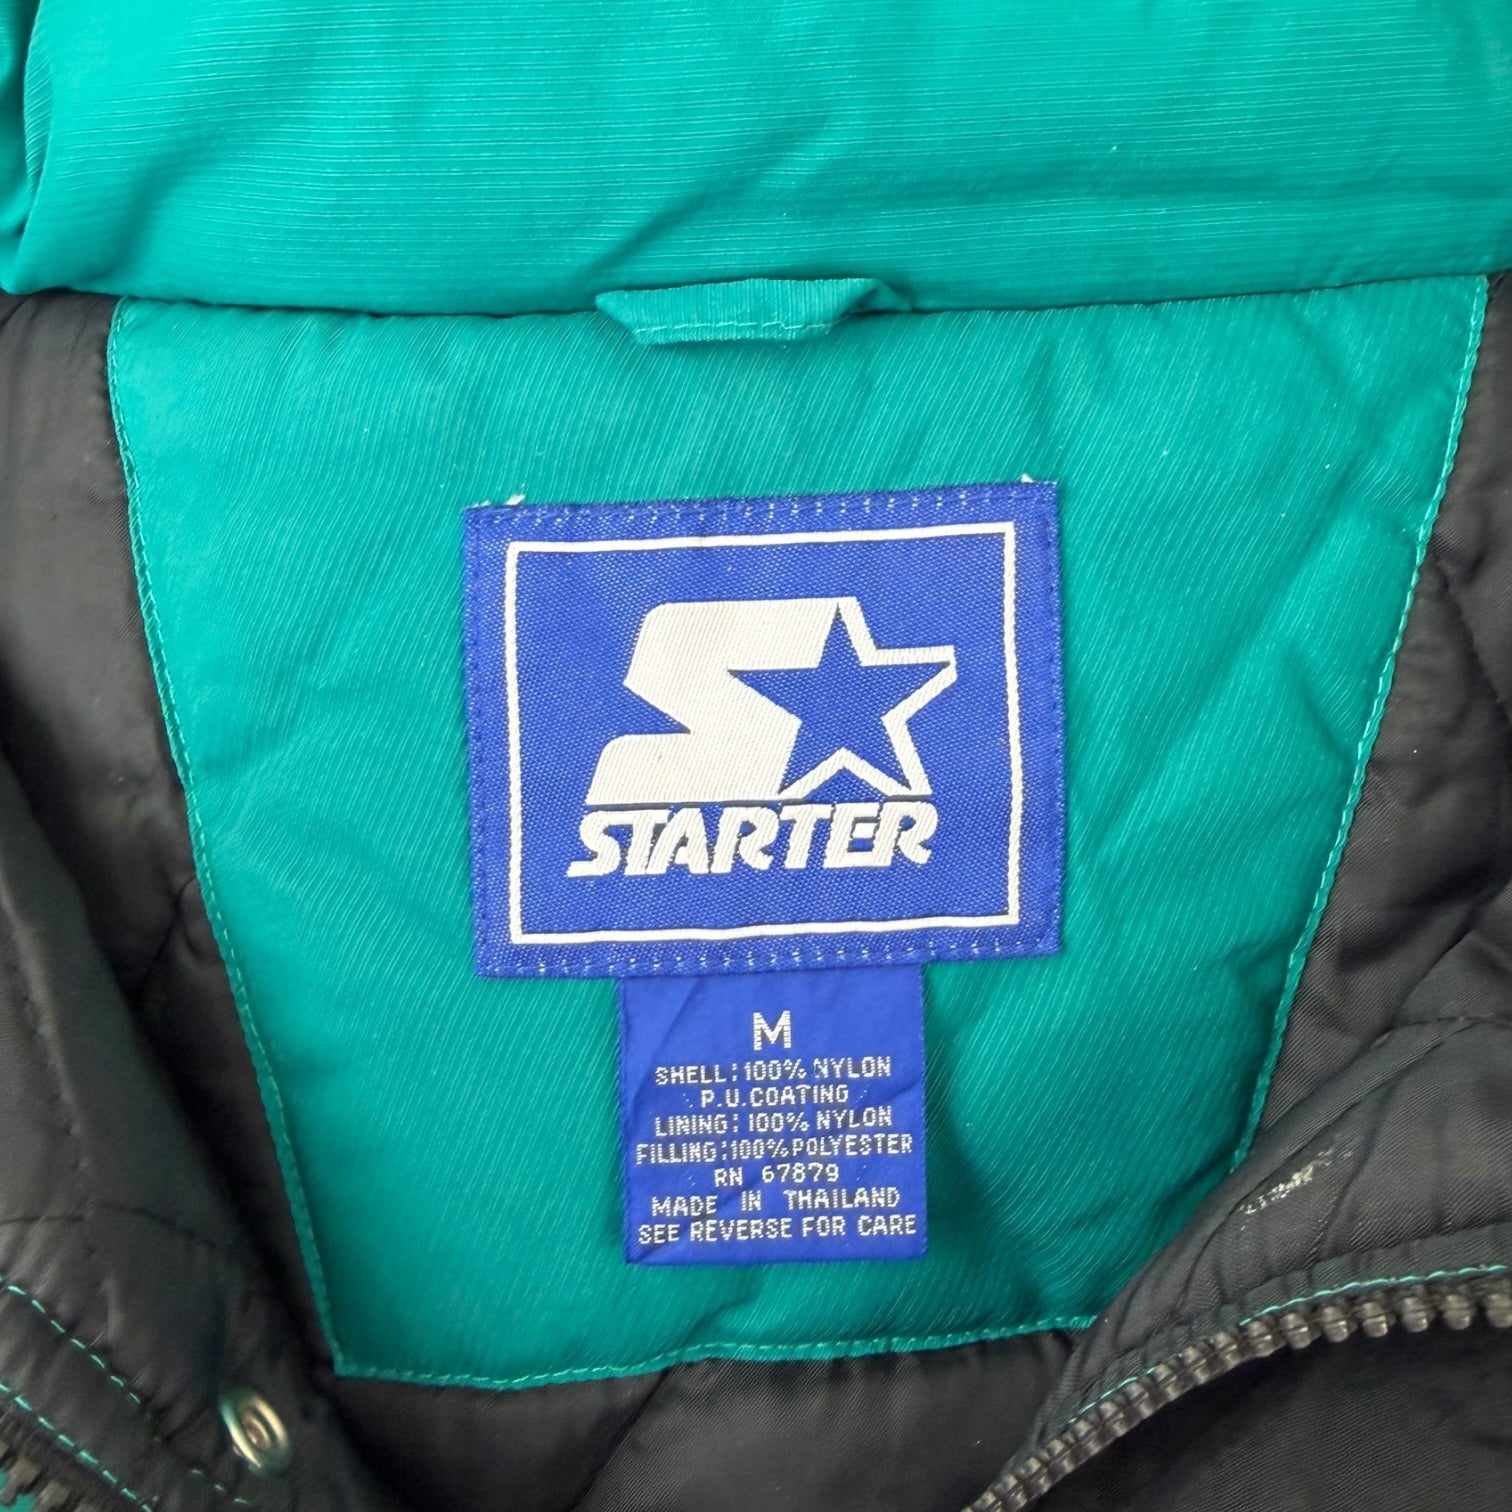 STARTER
M
SHELL:100% NYLON
P.U.COATING
LINING: 100% NYLON
FILLING:100%POLYESTER
RN 67879
MADE IN THAILAND
SEE REVERSE FOR CARE